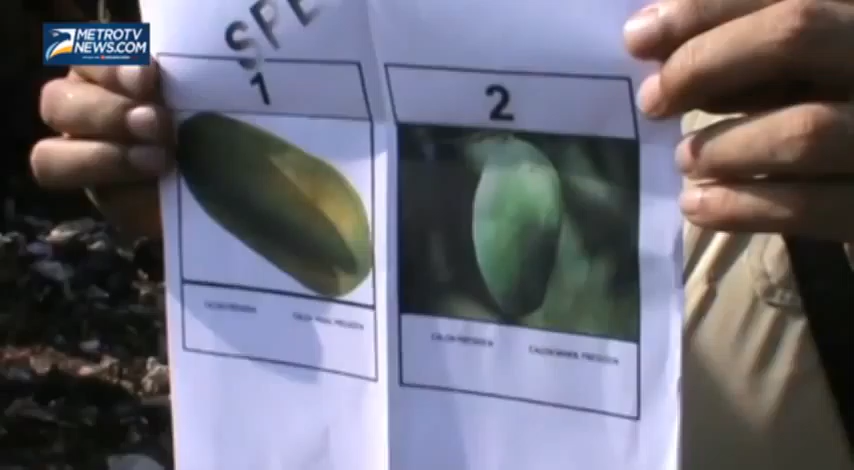 METROTV
NEWS.COM
SPE
1
2
CALON PRESIDEN
CALON WAKIL PRESIDEN
CALON PRESIDEN
CALON WAKIL PRESIDEN